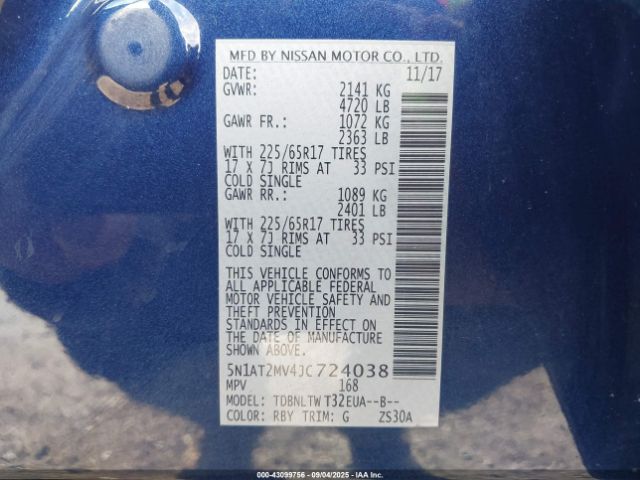 MFD BY NISSAN MOTOR CO., LTD.
DATE: 11/17
GVWR: 2141 KG
4720 LB
GAWR FR.: 1072 KG
2363 LB
WITH 225/65R17 TIRES
17 X 7J RIMS AT 33 PSI
COLD SINGLE
GAWR RR.: 1089 KG
2401 LB
WITH 225/65R17 TIRES
17 X 7J RIMS AT 33 PSI
COLD SINGLE
THIS VEHICLE CONFORMS TO
ALL APPLICABLE FEDERAL
MOTOR VEHICLE SAFETY AND
THEFT PREVENTION
STANDARDS IN EFFECT ON
THE DATE OF MANUFACTURE
SHOWN ABOVE.
5N1AT2MV4JC724038
MPV 168
MODEL: TDBNLTW T32EUA--B--
COLOR: RBY TRIM: G ZS30A
000-43099756 - 09/04/2025 - IAA Inc.